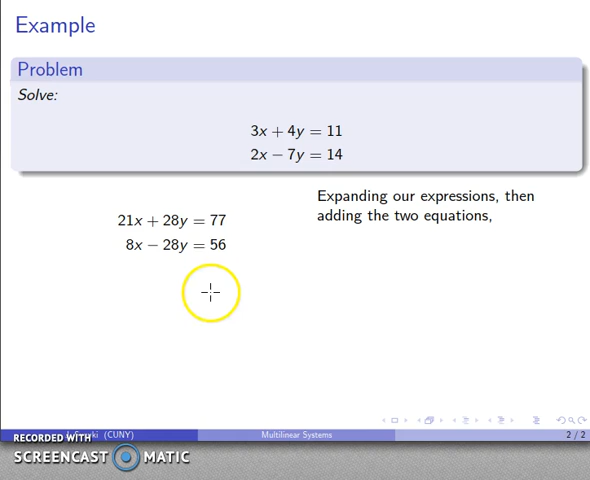 Example
Problem
Solve:
3x + 4y = 11
2x − 7y = 14
Expanding our expressions, then
adding the two equations,
21x + 28y = 77
8x − 28y = 56
RECORDED WITH
(CUNY)
Multilinear Systems
2 / 2
SCREENCAST MATIC